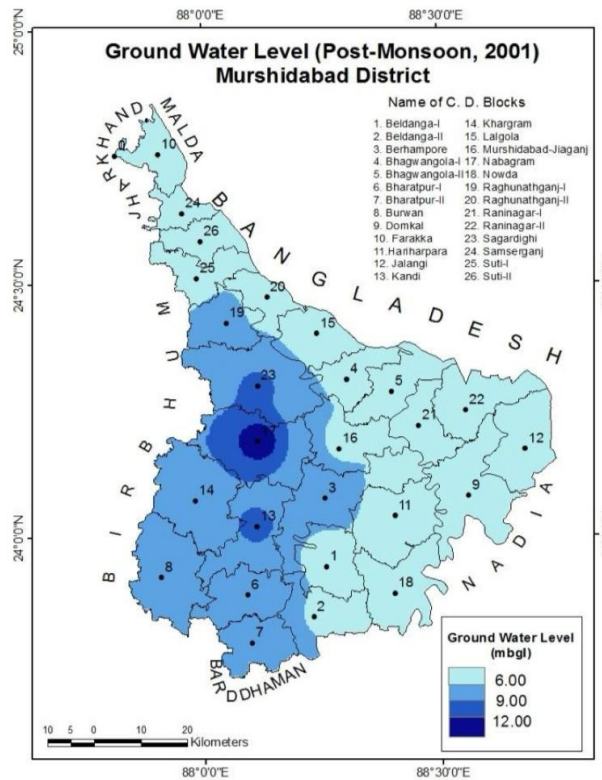 88°0'0"E 88°30'0"E
25°0'0"N
Ground Water Level (Post-Monsoon, 2001)
Murshidabad District
Name of C. D. Blocks
1. Beldanga-I 14. Khargram
2. Beldanga-II 15. Lalgola
3. Berhampore 16. Murshidabad-Jiaganj
4. Bhagwangola-I 17. Nabagram
5. Bhagwangola-II 18. Nowda
6. Bharatpur-I 19. Raghunathganj-I
7. Bharatpur-II 20. Raghunathganj-II
8. Burwan 21. Raninagar-I
9. Domkal 22. Raninagar-II
10. Farakka 23. Sagardighi
11.Hariharpara 24. Samserganj
12. Jalangi 25. Suti-I
13. Kandi 26. Suti-II
JHARKHAND
MALDA
BANGLADESH
10
24
26
25
24°30'0"N
20
19
15
4
23
5
22
21
16
12
BIRBHUM
14
3
9
13
11
24°0'0"N
NADIA
1
8
6
18
2
7
BARDDHAMAN
Ground Water Level
(mbgl)
6.00
9.00
12.00
10 5 0 10 20
Kilometers
88°0'0"E 88°30'0"E